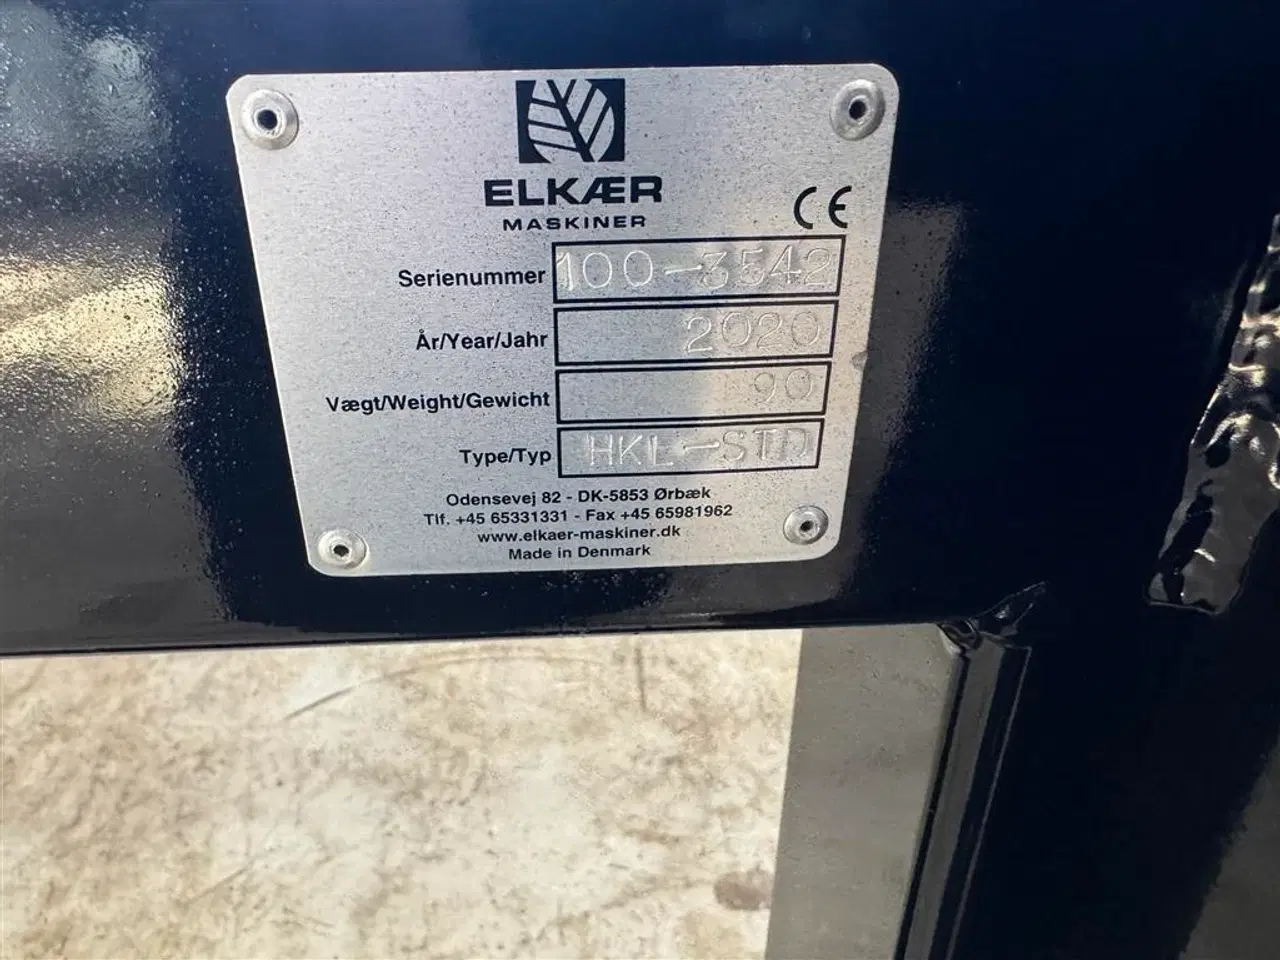 ELKÆR
MASKINER
CE
Serienummer 100-3542
År/Year/Jahr 2020
Vægt/Weight/Gewicht 90
Type/Typ HKL-STD
Odensevej 82 - DK-5853 Ørbæk
Tlf. +45 65331331 - Fax +45 65981962
www.elkaer-maskiner.dk
Made in Denmark